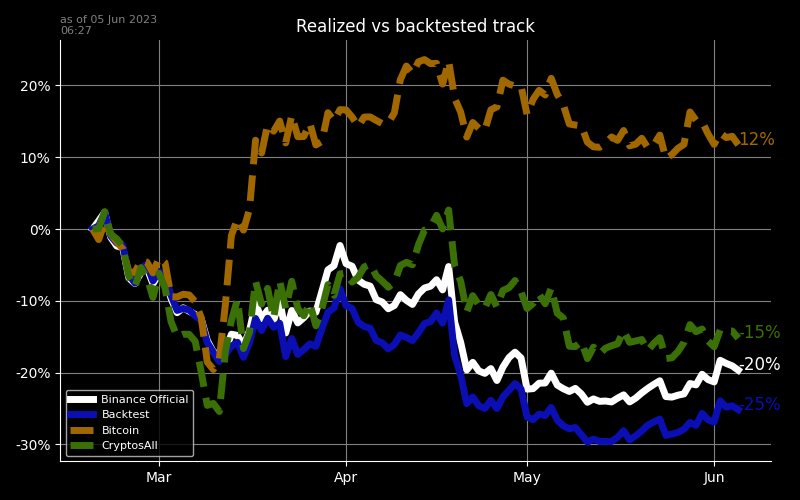 as of 05 Jun 2023
06:27
Realized vs backtested track
20%
10%
0%
-10%
-20%
-30%
12%
-15%
-20%
-25%
Binance Official
Backtest
Bitcoin
CryptosAll
Mar
Apr
May
Jun